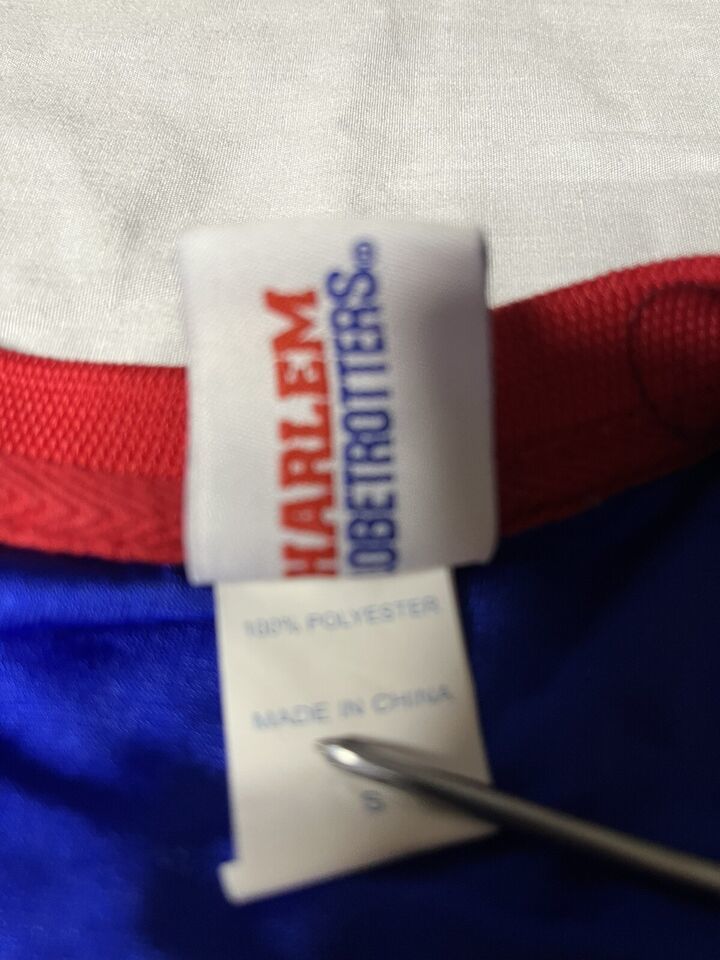 HARLEM
LOBETROTTERS®
100% POLYESTER
MADE IN CHINA
S